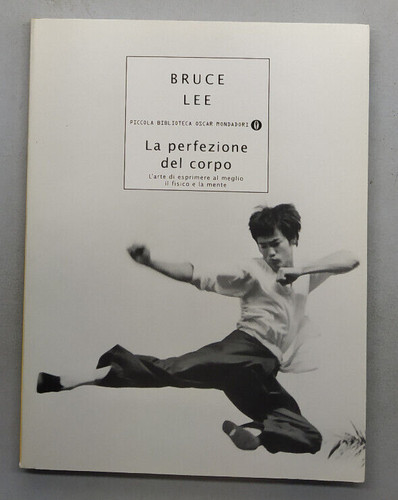 BRUCE
LEE
PICCOLA BIBLIOTECA OSCAR MONDADORI
La perfezione
del corpo
L'arte di esprimere al meglio
il fisico e la mente